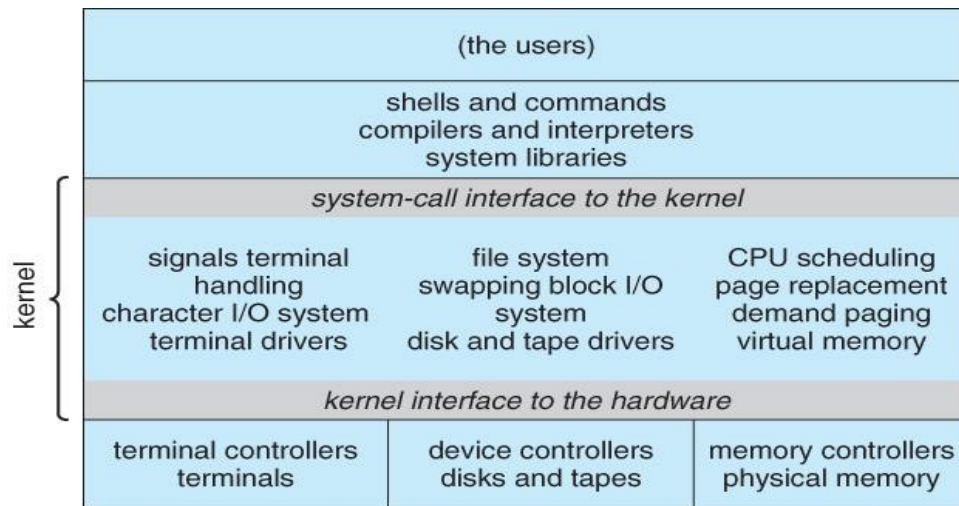 (the users)
shells and commands
compilers and interpreters
system libraries
kernel
system-call interface to the kernel
signals terminal
handling
character I/O system
terminal drivers
file system
swapping block I/O
system
disk and tape drivers
CPU scheduling
page replacement
demand paging
virtual memory
kernel interface to the hardware
terminal controllers
terminals
device controllers
disks and tapes
memory controllers
physical memory